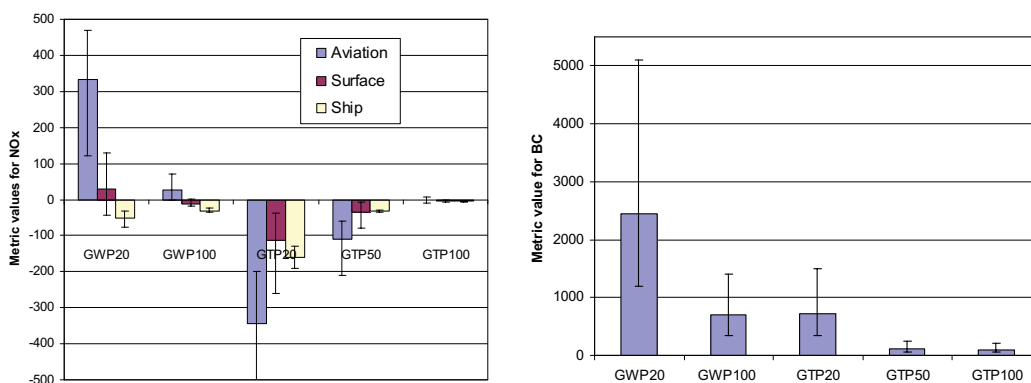 Metric values for NOx
500
400
300
200
100
0
-100
-200
-300
-400
-500
Aviation
Surface
Ship
GWP20
GWP100
GTP20
GTP50
GTP100
Metric value for BC
5000
4000
3000
2000
1000
0
GWP20
GWP100
GTP20
GTP50
GTP100